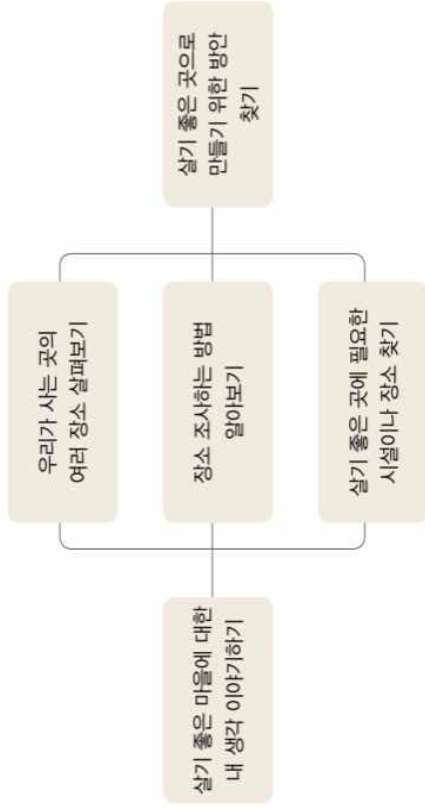 살기 좋은 마을에 대한
내 생각 이야기하기
살기 좋은 곳에 필요한
시설이나 장소 찾기
장소 조사하는 방법
알아보기
우리가 사는 곳의
여러 장소 살펴보기
살기 좋은 곳으로
만들기 위한 방안
찾기